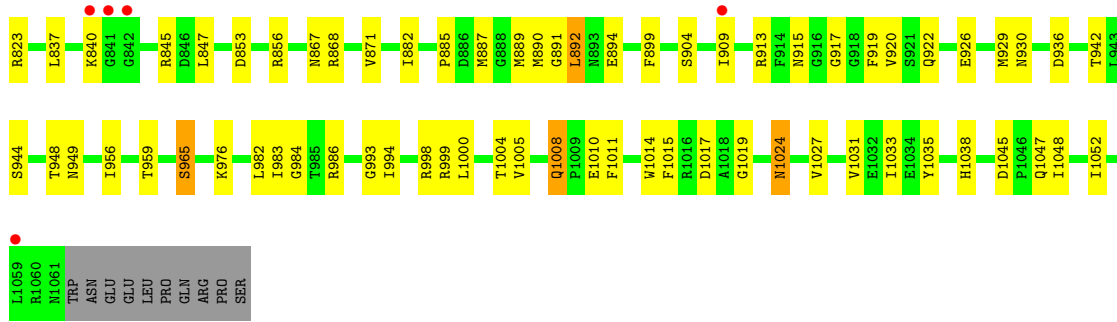 R823 L837 K840 G841 G842 R845 D846 L847 D853 R856 N867 R868 V871 I882 P885 D886 M887 G888 M889 M890 G891 L892 N893 E894 F899 S904 I909 R913 F914 N915 G916 G917 G918 F919 V920 S921 Q922 E926 M929 N930 D936 T942 L943
S944 T948 N949 I956 T959 S965 K976 L982 I983 G984 T985 R986 G993 I994 R998 R999 L1000 T1004 V1005 Q1008 P1009 E1010 F1011 W1014 F1015 R1016 D1017 A1018 G1019 N1024 V1027 V1031 E1032 I1033 E1034 Y1035 H1038 D1045 P1046 Q1047 I1048 I1052
L1059 R1060 N1061 TRP ASN GLU GLU LEU PRO GLN ARG PRO SER